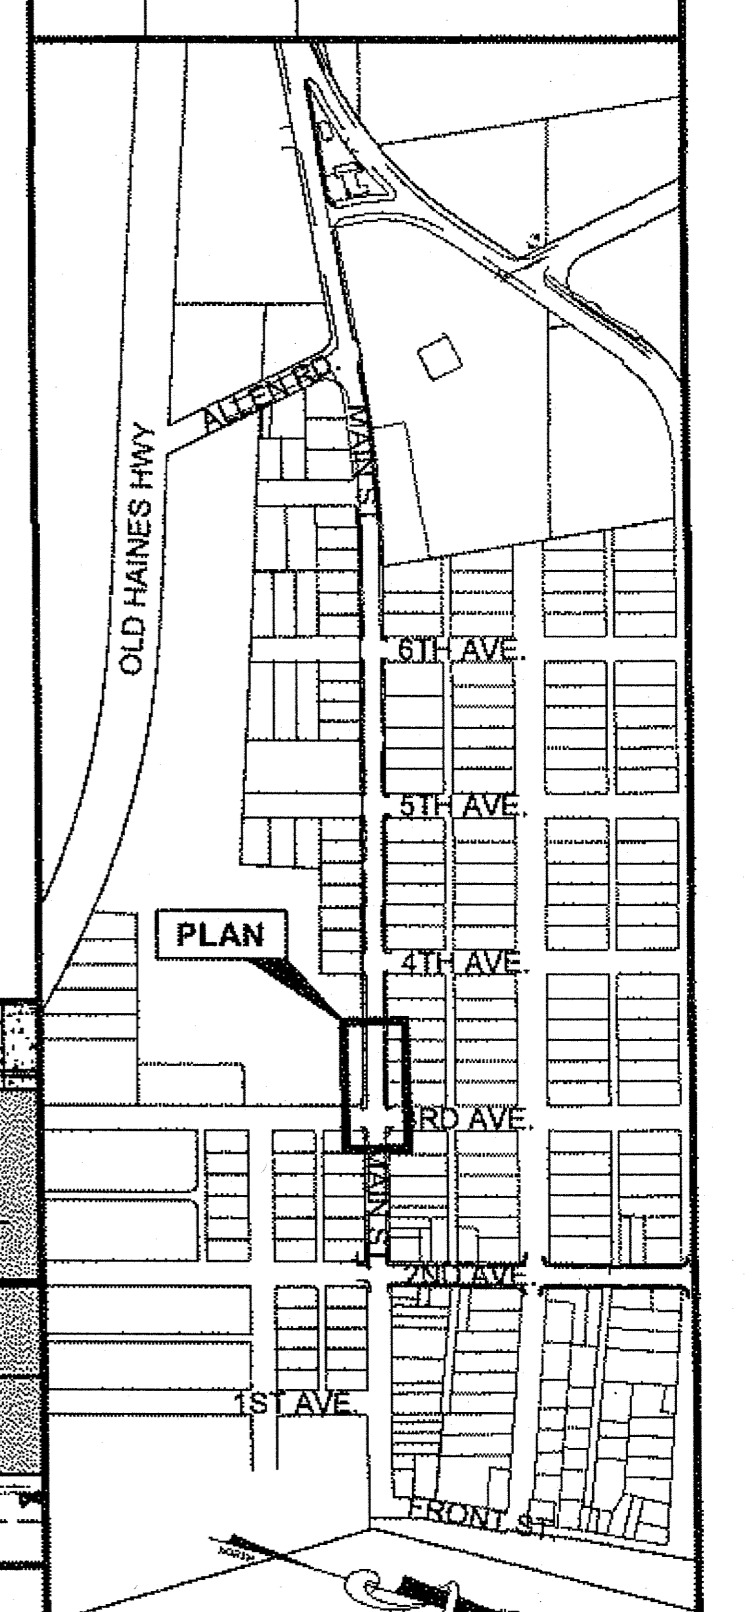 ALLEN RD.
MAIN ST
OLD HAINES HWY
6TH AVE.
5TH AVE.
PLAN
4TH AVE.
3RD AVE.
MAIN ST
2ND AVE.
1ST AVE.
FRONT ST
NORTH